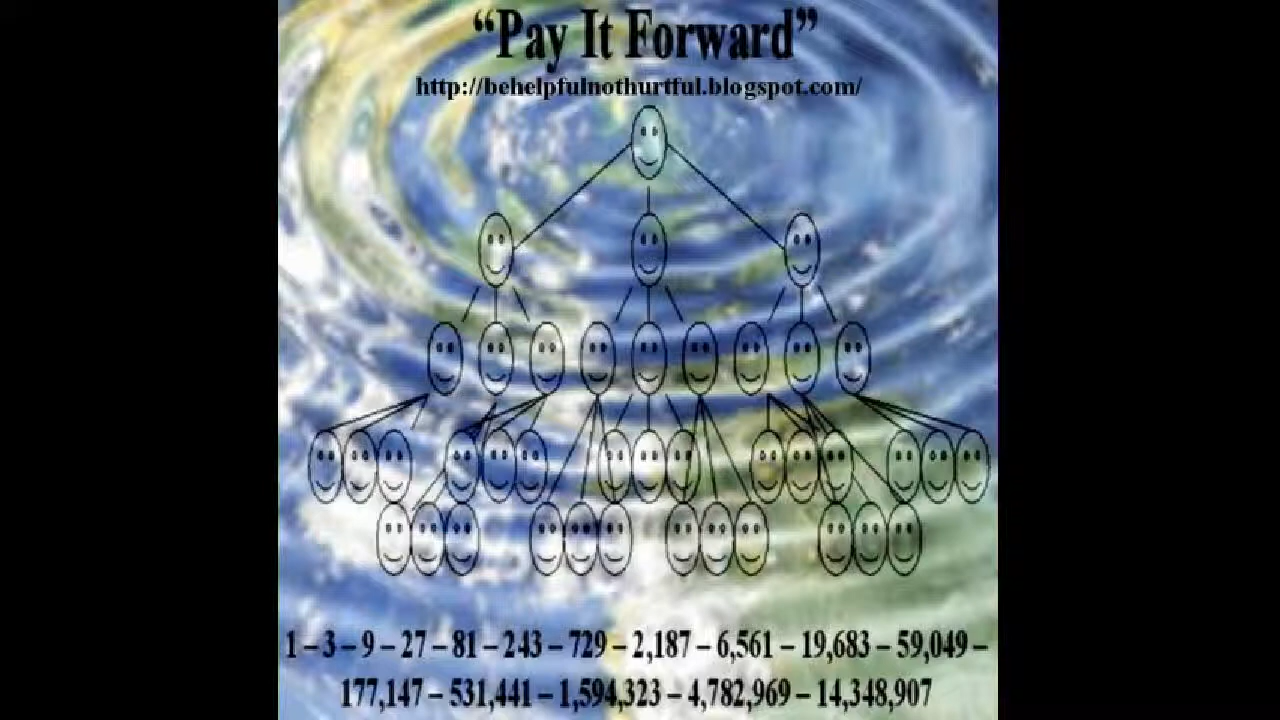 “Pay It Forward”
http://behelpfulnothurtful.blogspot.com/
1 – 3 – 9 – 27 – 81 – 243 – 729 – 2,187 – 6,561 – 19,683 – 59,049 –
177,147 – 531,441 – 1,594,323 – 4,782,969 – 14,348,907